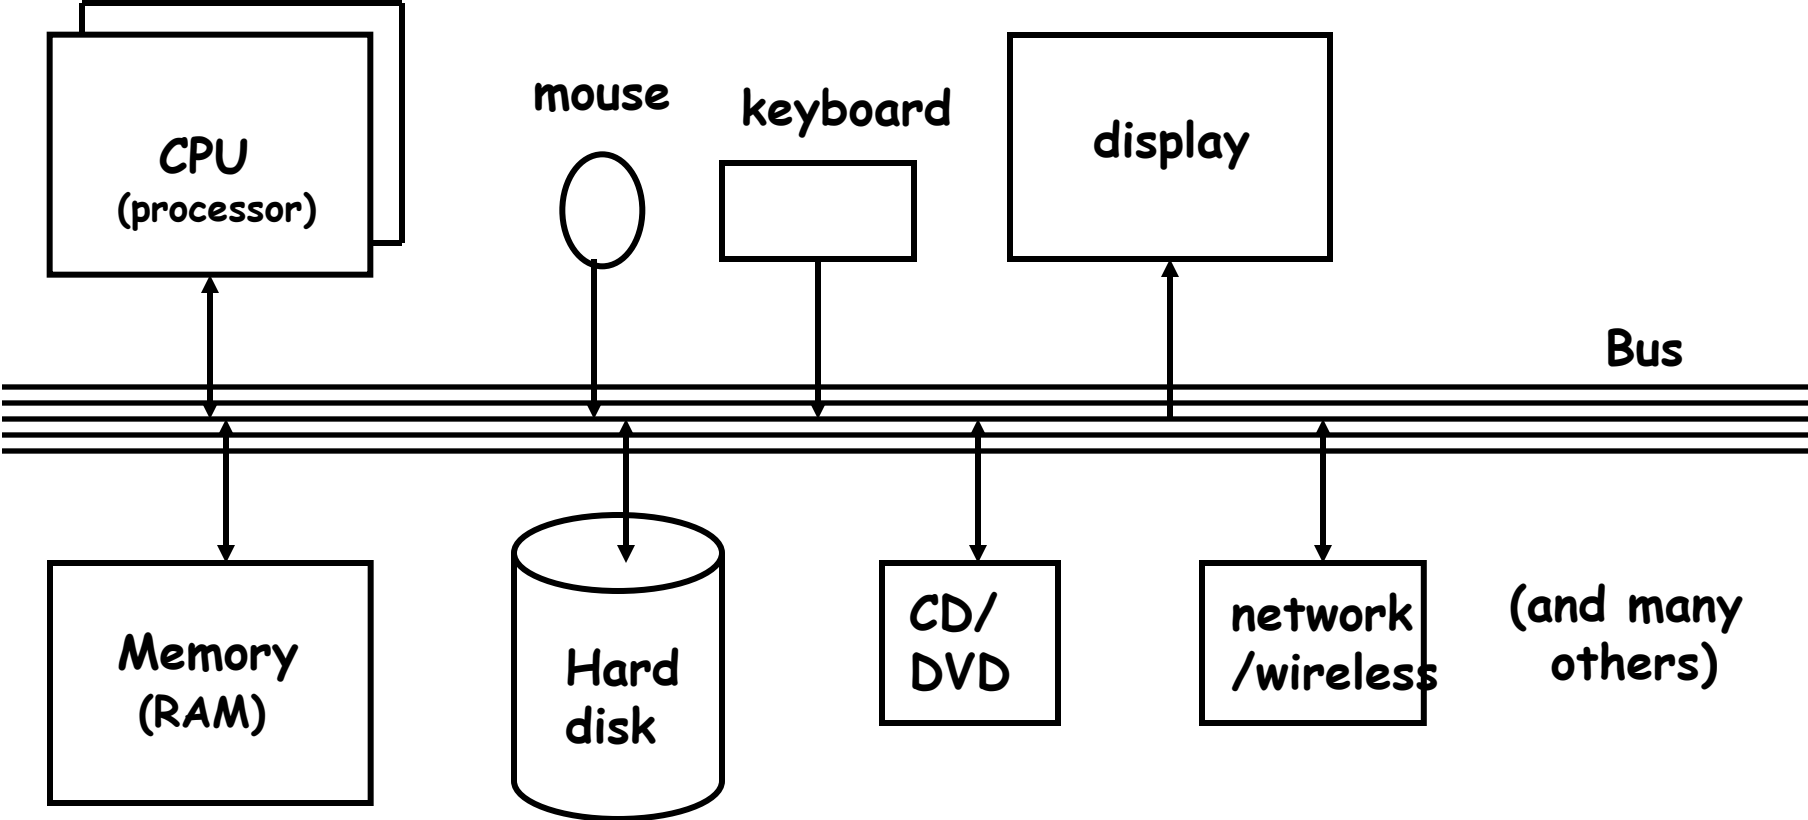 mouse
keyboard
display
CPU
(processor)
Bus
Memory
(RAM)
Hard
disk
CD/
DVD
network
/wireless
(and many
others)